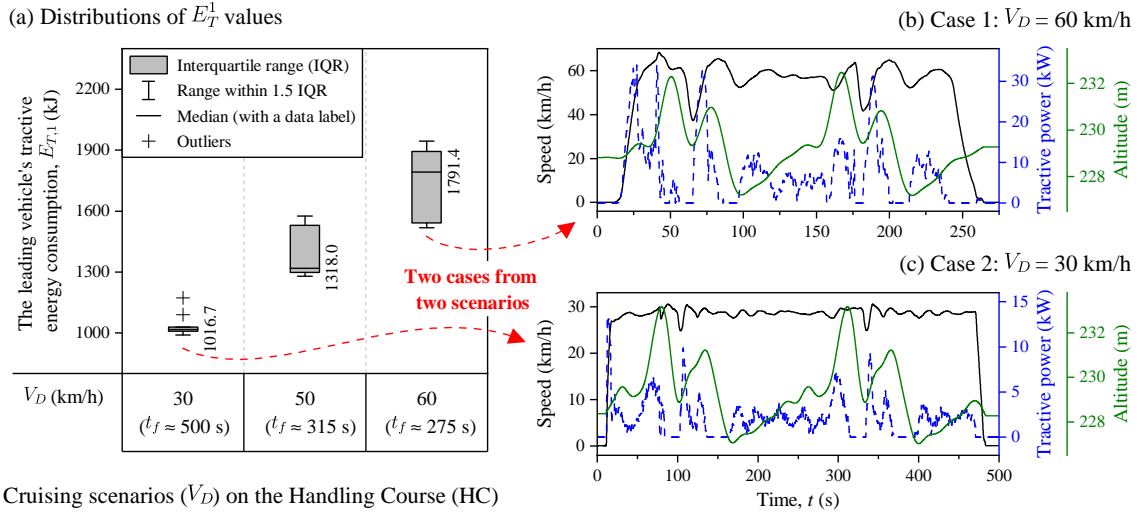 (a) Distributions of E_T^1 values
The leading vehicle's tractive
energy consumption, E_{T,1} (kJ)
2200
1900
1600
1300
1000
Interquartile range (IQR)
Range within 1.5 IQR
Median (with a data label)
Outliers
1016.7
1318.0
1791.4
V_D (km/h)
30
(t_f ≈ 500 s)
50
(t_f ≈ 315 s)
60
(t_f ≈ 275 s)
Cruising scenarios (V_D) on the Handling Course (HC)
Two cases from
two scenarios
(b) Case 1: V_D = 60 km/h
Speed (km/h)
60
40
20
0
0 50 100 150 200 250
30
20
10
0
Tractive power (kW)
232
230
228
Altitude (m)
(c) Case 2: V_D = 30 km/h
Speed (km/h)
30
20
10
0
0 100 200 300 400 500
Time, t (s)
15
10
5
0
Tractive power (kW)
232
230
228
Altitude (m)